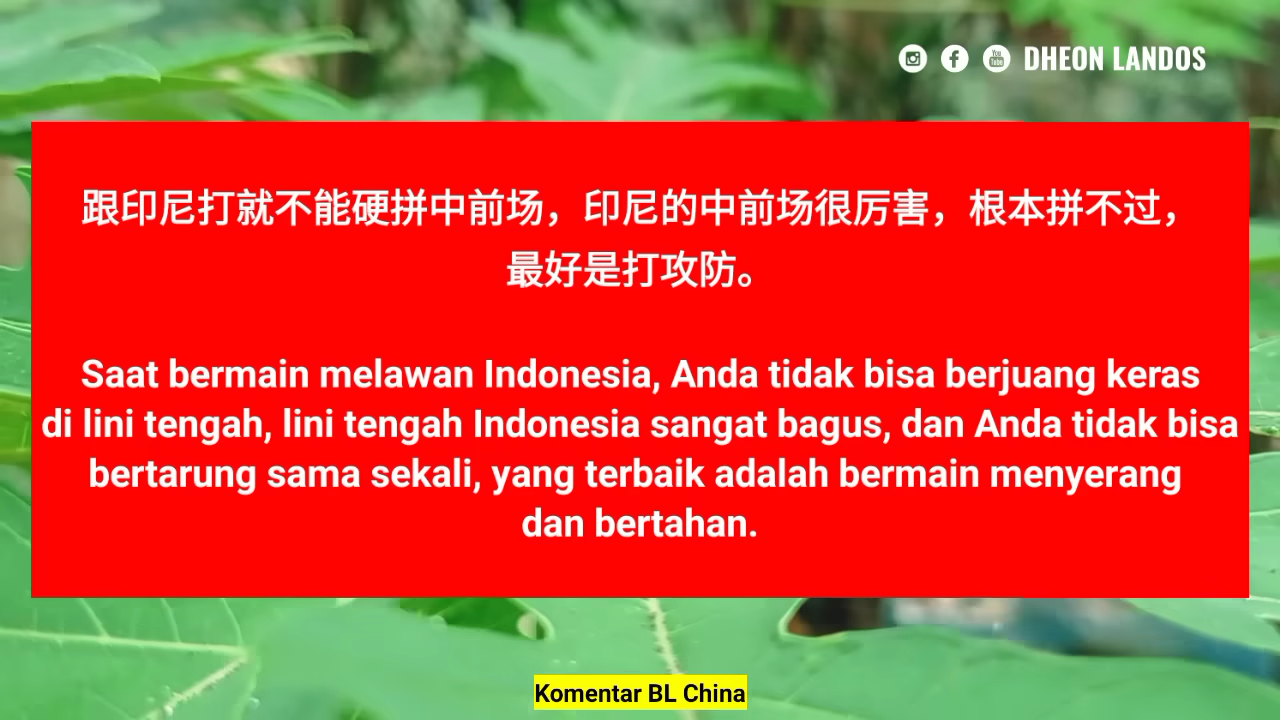 DHEON LANDOS
跟印尼打就不能硬拼中前场，印尼的中前场很厉害，根本拼不过，
最好是打攻防。
Saat bermain melawan Indonesia, Anda tidak bisa berjuang keras
di lini tengah, lini tengah Indonesia sangat bagus, dan Anda tidak bisa
bertarung sama sekali, yang terbaik adalah bermain menyerang
dan bertahan.
Komentar BL China